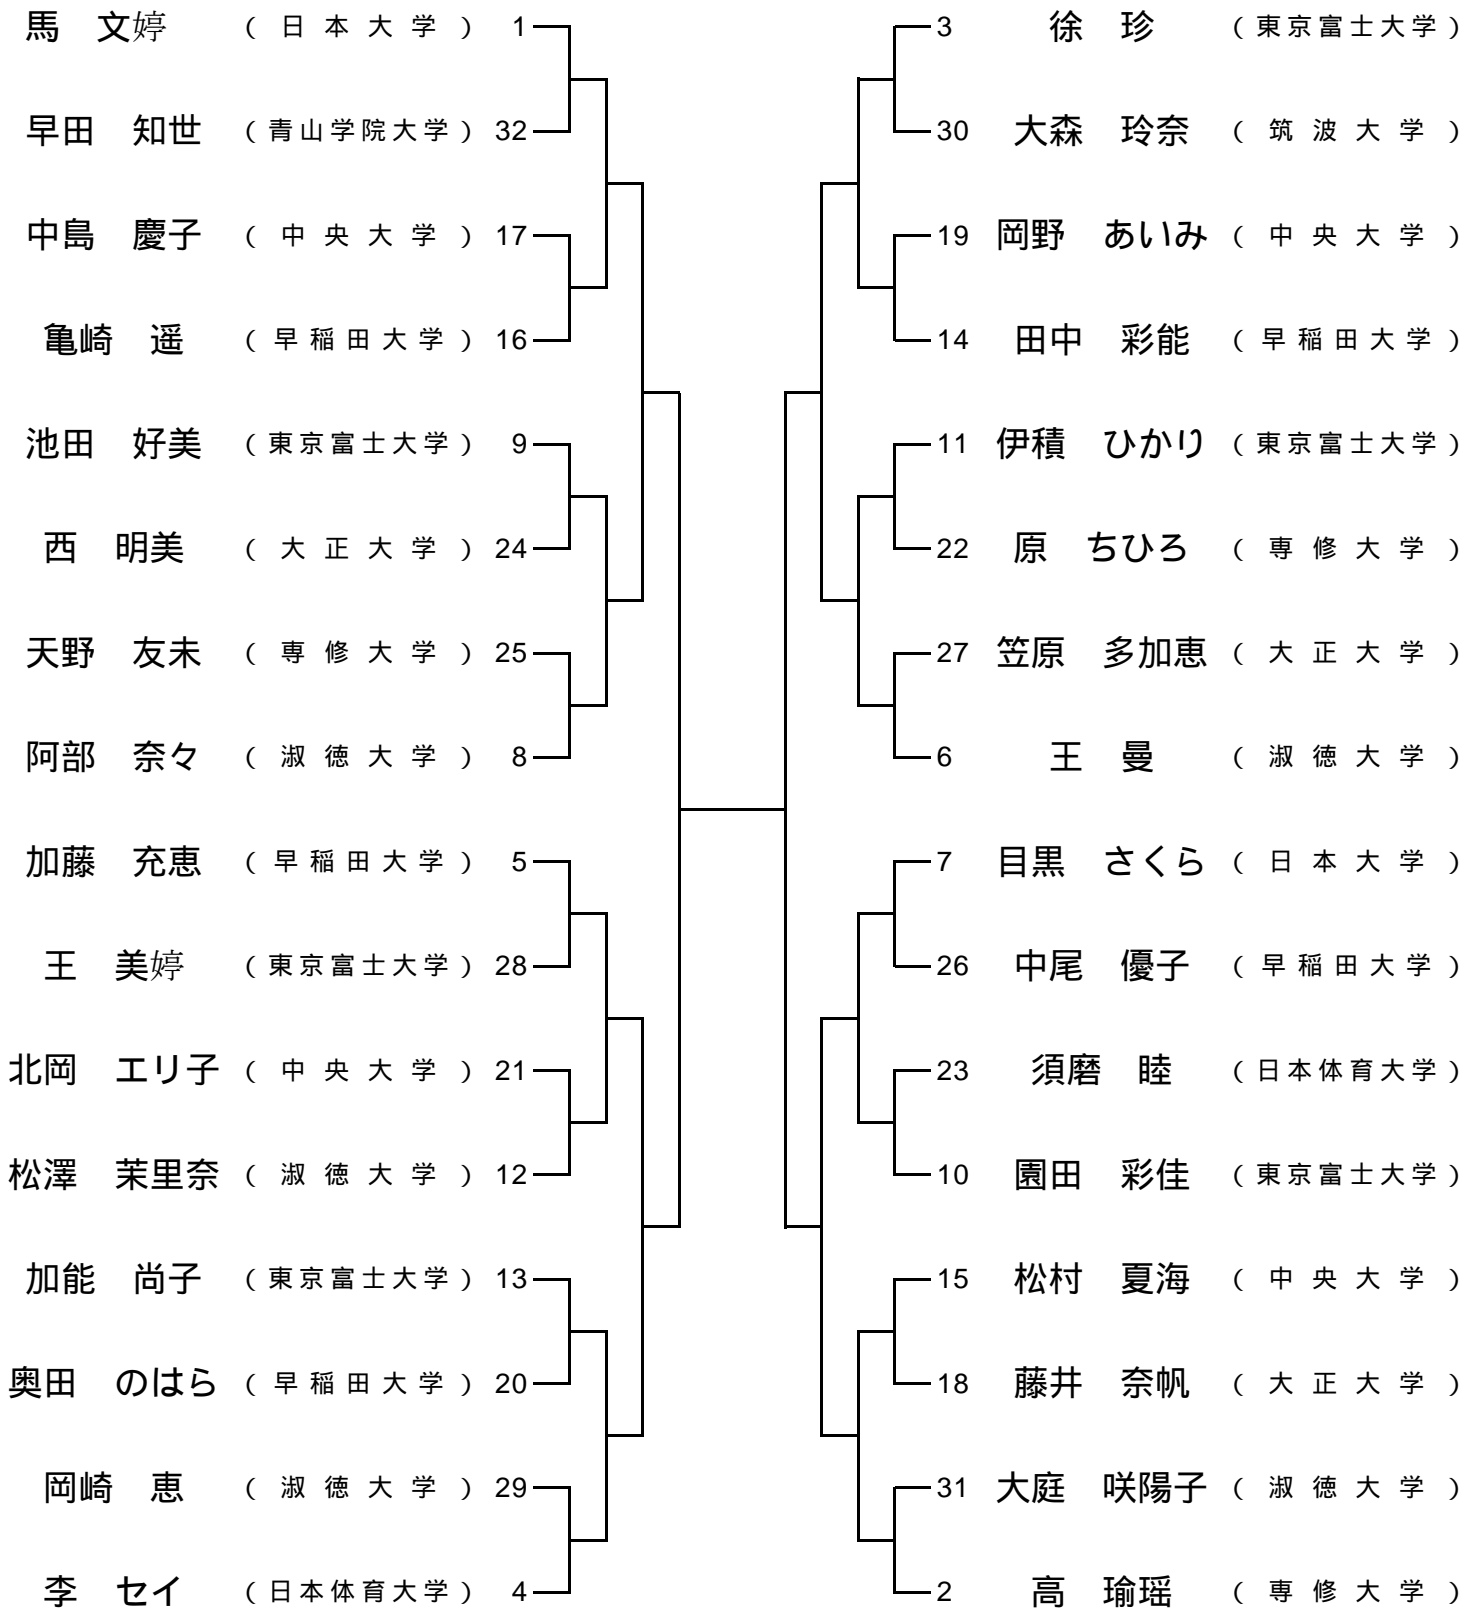 馬　文婷 (日本大学) 1
早田　知世 (青山学院大学) 32
中島　慶子 (中央大学) 17
亀崎　遥 (早稲田大学) 16
池田　好美 (東京富士大学) 9
西　明美 (大正大学) 24
天野　友未 (専修大学) 25
阿部　奈々 (淑徳大学) 8
加藤　充恵 (早稲田大学) 5
王　美婷 (東京富士大学) 28
北岡　エリ子 (中央大学) 21
松澤　茉里奈 (淑徳大学) 12
加能　尚子 (東京富士大学) 13
奥田　のはら (早稲田大学) 20
岡崎　恵 (淑徳大学) 29
李　セイ (日本体育大学) 4
3 徐　珍 (東京富士大学)
30 大森　玲奈 (筑波大学)
19 岡野　あいみ (中央大学)
14 田中　彩能 (早稲田大学)
11 伊積　ひかり (東京富士大学)
22 原　ちひろ (専修大学)
27 笠原　多加恵 (大正大学)
6 王　曼 (淑徳大学)
7 目黒　さくら (日本大学)
26 中尾　優子 (早稲田大学)
23 須磨　睦 (日本体育大学)
10 園田　彩佳 (東京富士大学)
15 松村　夏海 (中央大学)
18 藤井　奈帆 (大正大学)
31 大庭　咲陽子 (淑徳大学)
2 高　瑜瑶 (専修大学)